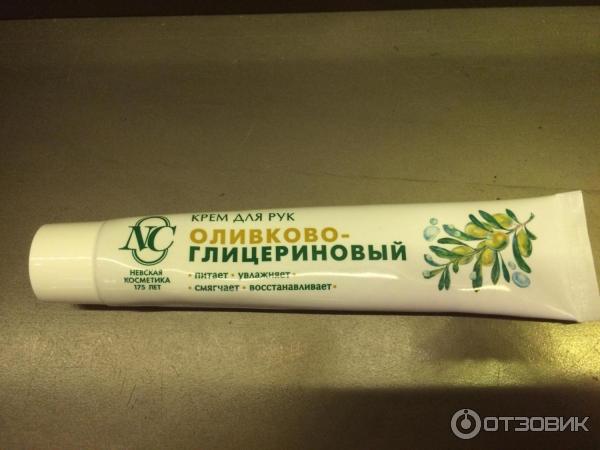 КРЕМ ДЛЯ РУК
ОЛИВКОВО-
ГЛИЦЕРИНОВЫЙ
• питает • увлажняет •
• смягчает • восстанавливает •
NC
НЕВСКАЯ
КОСМЕТИКА
175 ЛЕТ
ОТЗОВИК